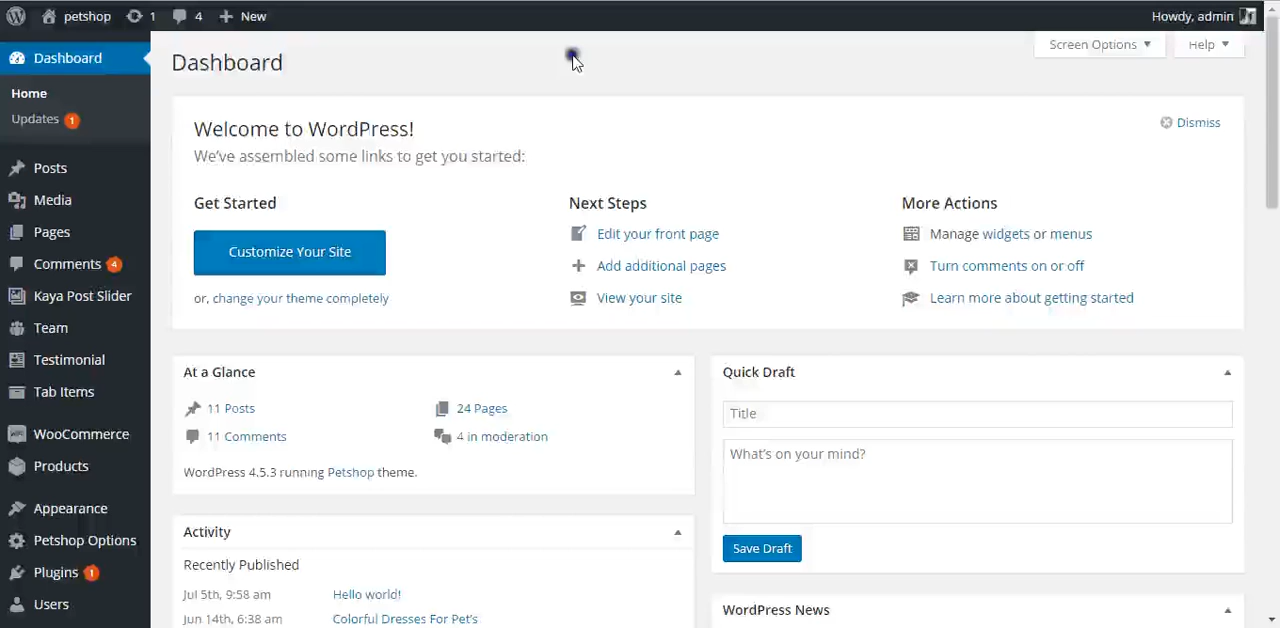 petshop 1 4 New Howdy, admin
Screen Options Help
Dashboard
Home
Updates 1
Posts
Media
Pages
Comments 4
Kaya Post Slider
Team
Testimonial
Tab Items
WooCommerce
Products
Appearance
Petshop Options
Plugins 1
Users
Dashboard
Welcome to WordPress!
Dismiss
We've assembled some links to get you started:
Get Started
Customize Your Site
or, change your theme completely
Next Steps
Edit your front page
Add additional pages
View your site
More Actions
Manage widgets or menus
Turn comments on or off
Learn more about getting started
At a Glance
11 Posts
24 Pages
11 Comments
4 in moderation
WordPress 4.5.3 running Petshop theme.
Activity
Recently Published
Jul 5th, 9:58 am Hello world!
Jun 14th, 6:38 am Colorful Dresses For Pet's
Quick Draft
Title
What's on your mind?
Save Draft
WordPress News